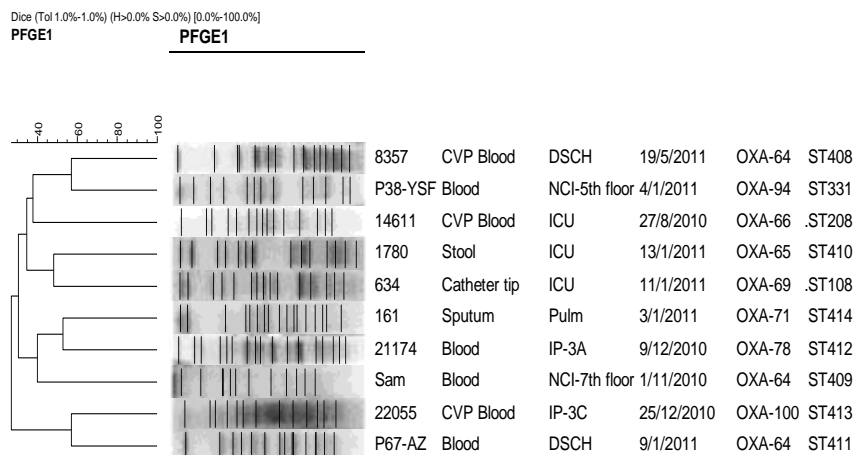 Dice (Tol 1.0%-1.0%) (H>0.0% S>0.0%) [0.0%-100.0%]
PFGE1 PFGE1
40 60 80 100
8357 CVP Blood DSCH 19/5/2011 OXA-64 ST408
P38-YSF Blood NCI-5th floor 4/1/2011 OXA-94 ST331
14611 CVP Blood ICU 27/8/2010 OXA-66 .ST208
1780 Stool ICU 13/1/2011 OXA-65 ST410
634 Catheter tip ICU 11/1/2011 OXA-69 .ST108
161 Sputum Pulm 3/1/2011 OXA-71 ST414
21174 Blood IP-3A 9/12/2010 OXA-78 ST412
Sam Blood NCI-7th floor 1/11/2010 OXA-64 ST409
22055 CVP Blood IP-3C 25/12/2010 OXA-100 ST413
P67-AZ Blood DSCH 9/1/2011 OXA-64 ST411